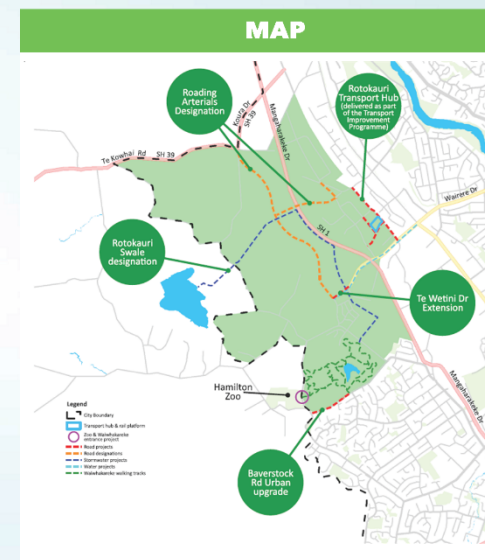 MAP
Roading
Arterials
Designation
Koura Dr
SH 39
Mangaharakeke Dr
Rotokauri
Transport Hub
(delivered as part
of the Transport
Improvement
Programme)
Te Kowhai Rd SH 39
Wairere Dr
Rotokauri
Swale
designation
SH 1
Te Wetini Dr
Extension
Hamilton
Zoo
Mangaharakeke Dr
Legend
City Boundary
Transport hub & rail platform
Zoo & Waiwhakareke
entrance project
Road projects
Road designations
Stormwater projects
Water projects
Waiwhakareke walking tracks
Baverstock
Rd Urban
upgrade